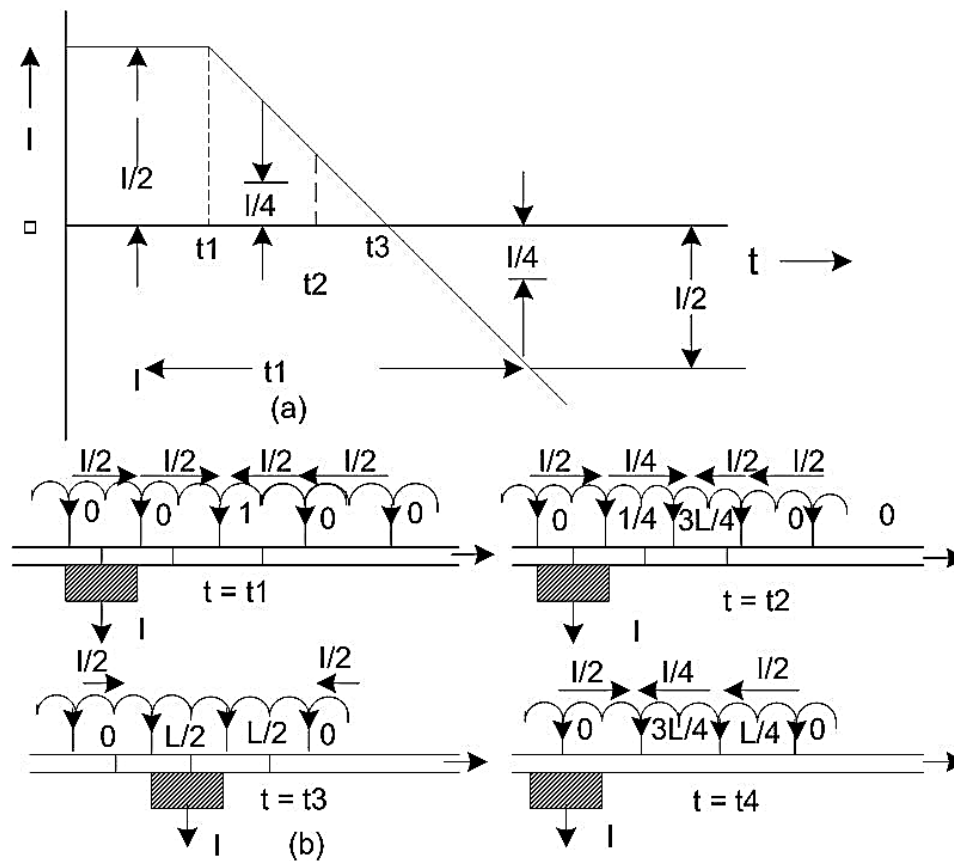 I
I/2
I/4
t1
t2
t3
I/4
I/2
t
I
t1
(a)
I/2 I/2 I/2 I/2
0 0 1 0 0
t = t1
I
I/2 I/4 I/2 I/2
0 1/4 3L/4 0 0
t = t2
I
I/2 I/2
0 L/2 L/2 0
t = t3
I
(b)
I/2 I/4 I/2
0 3L/4 L/4 0
t = t4
I